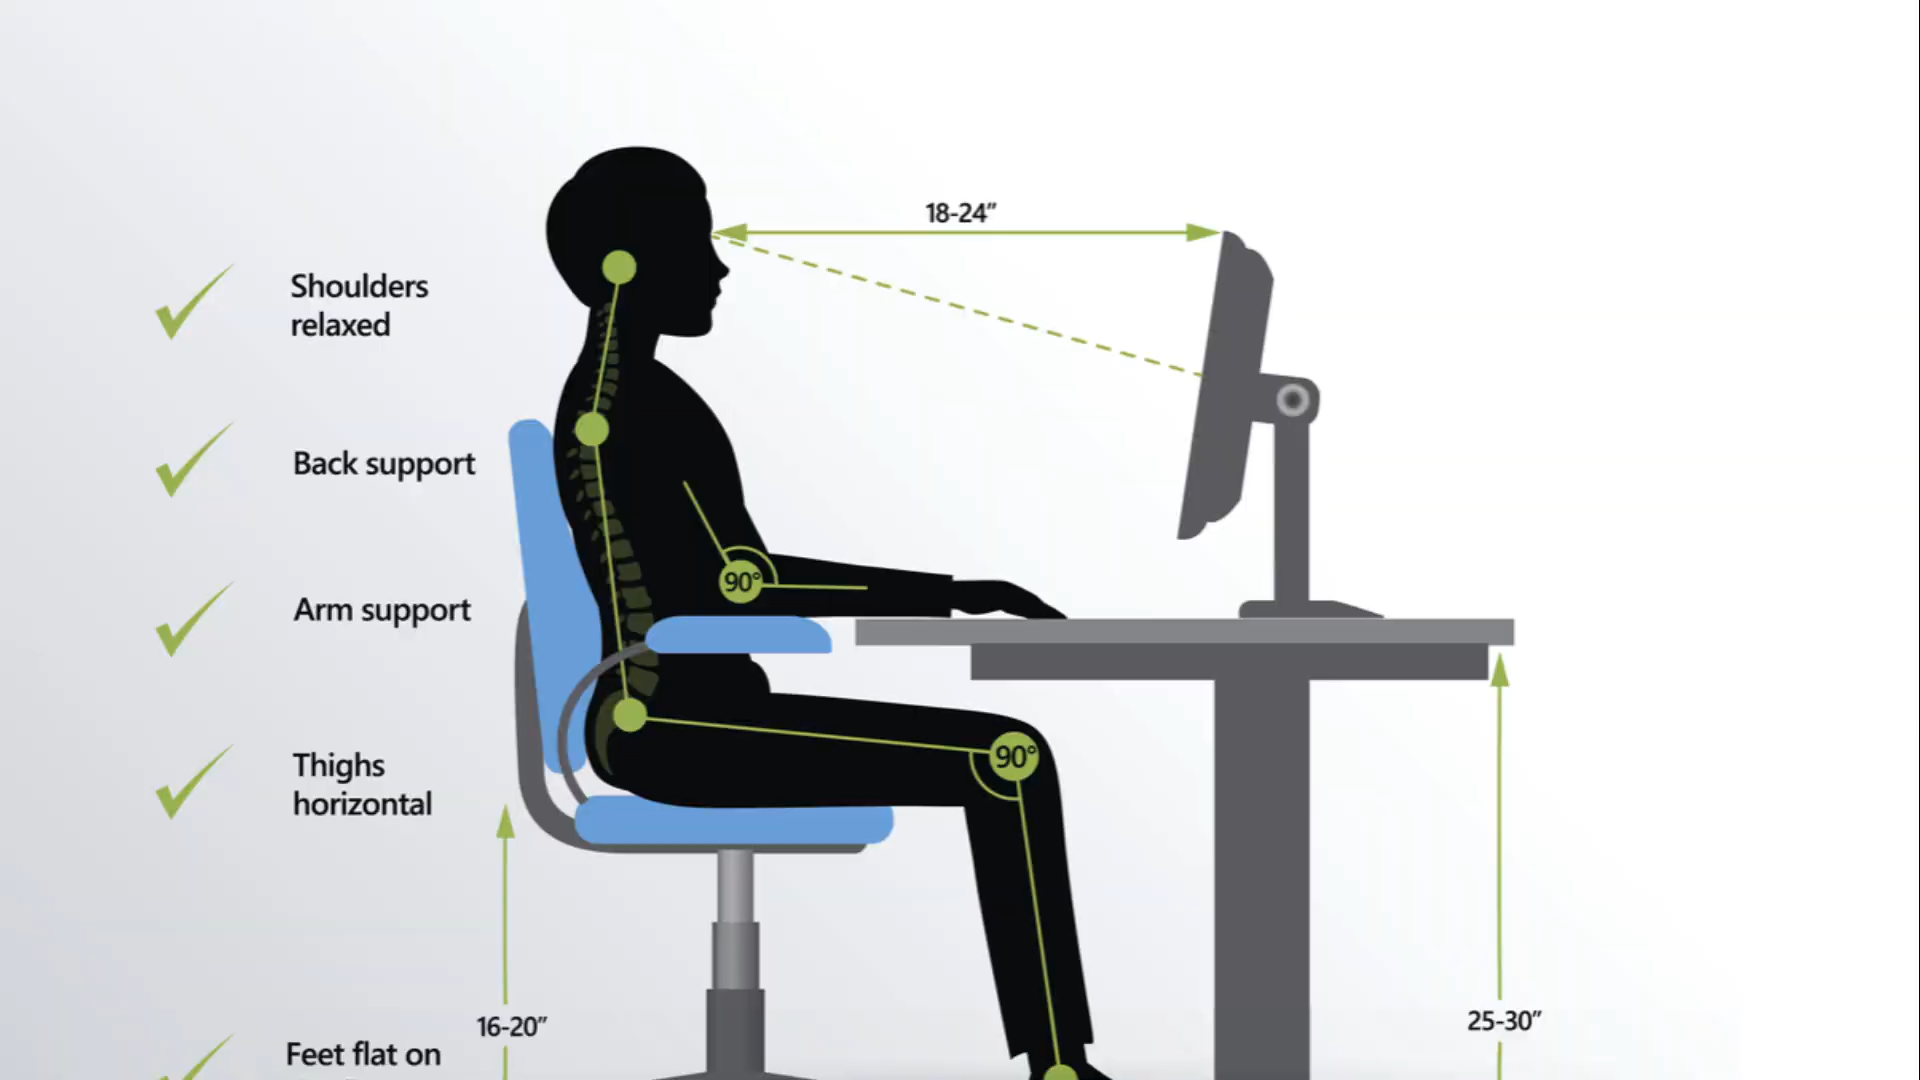 18-24”
Shoulders
relaxed
Back support
90°
Arm support
Thighs
horizontal
90°
16-20”
25-30”
Feet flat on